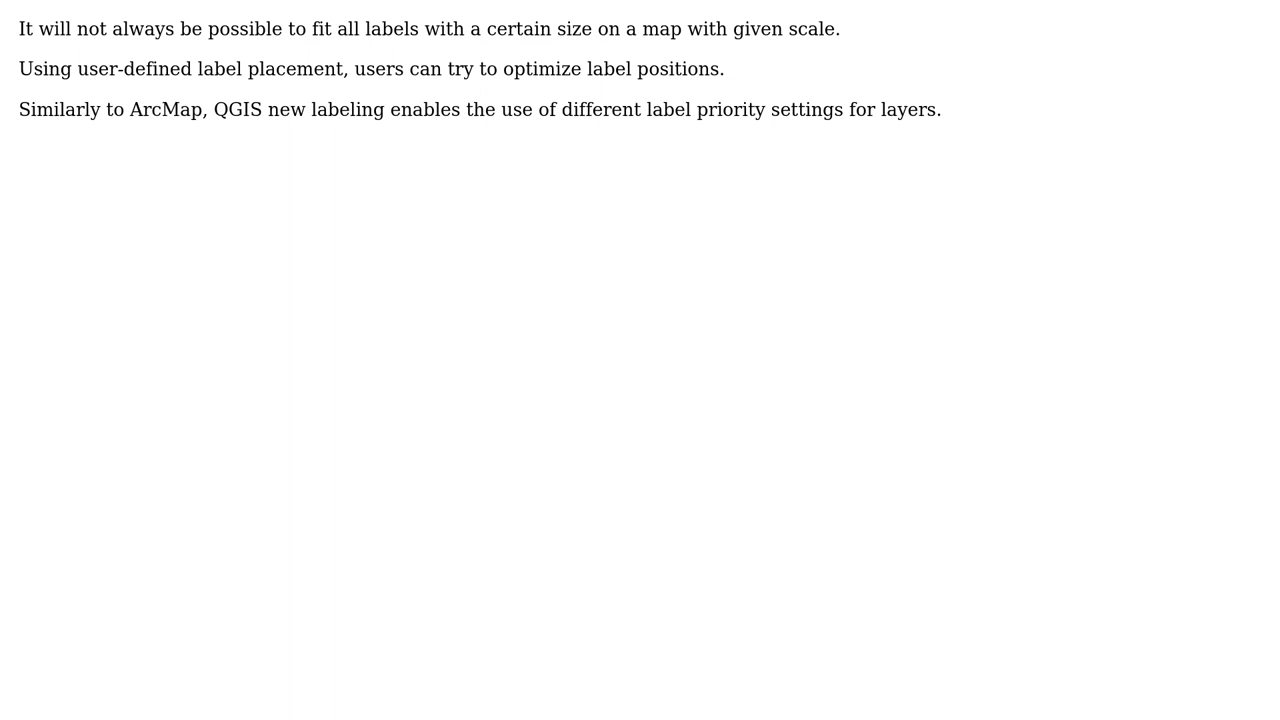 It will not always be possible to fit all labels with a certain size on a map with given scale.
Using user-defined label placement, users can try to optimize label positions.
Similarly to ArcMap, QGIS new labeling enables the use of different label priority settings for layers.